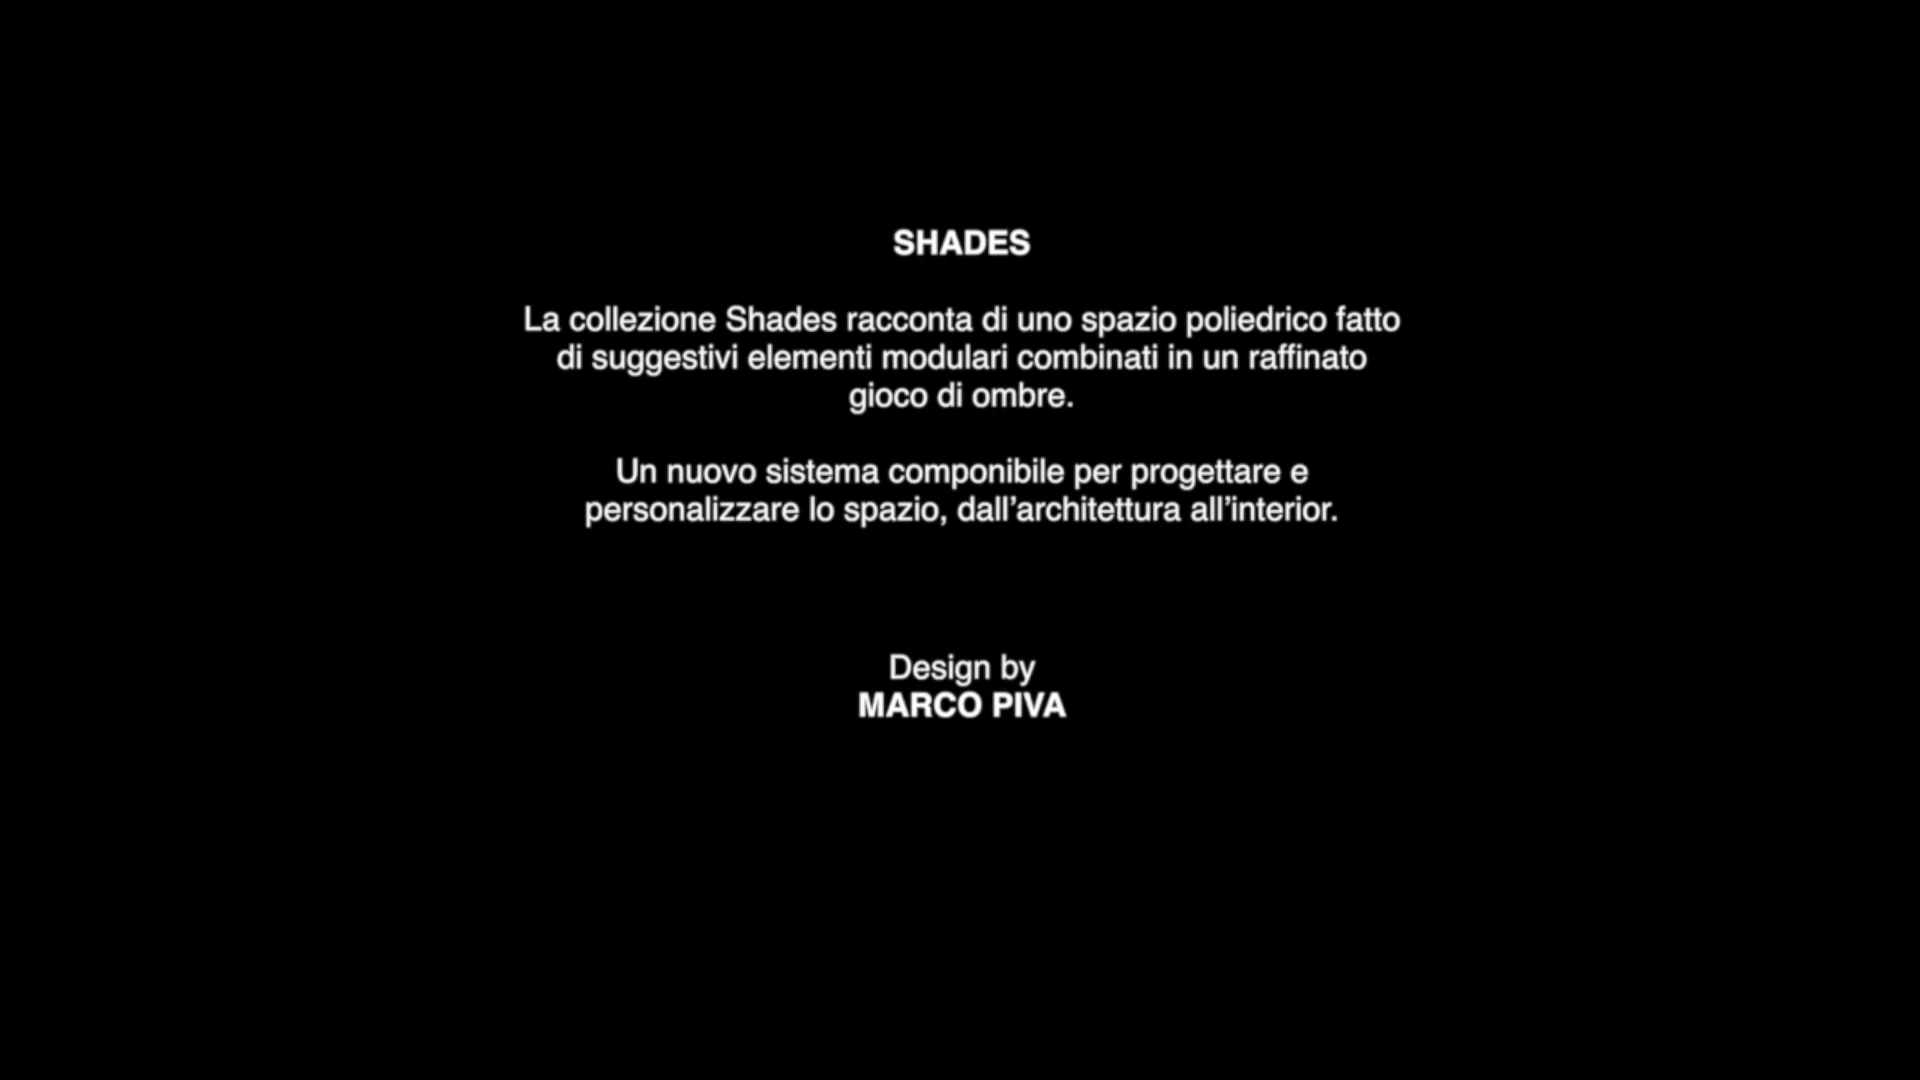 SHADES
La collezione Shades racconta di uno spazio poliedrico fatto
di suggestivi elementi modulari combinati in un raffinato
gioco di ombre.
Un nuovo sistema componibile per progettare e
personalizzare lo spazio, dall’architettura all’interior.
Design by
MARCO PIVA